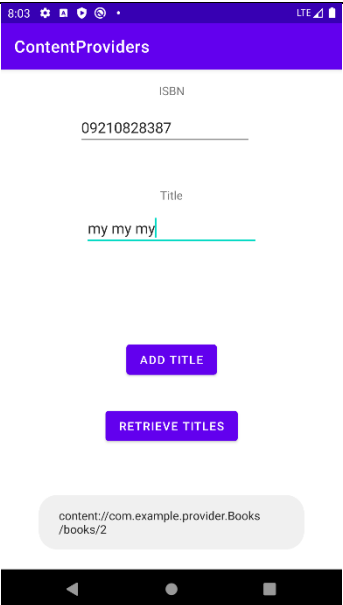 8:03 LTE
ContentProviders
ISBN
09210828387
Title
my my my
ADD TITLE
RETRIEVE TITLES
content://com.example.provider.Books
/books/2